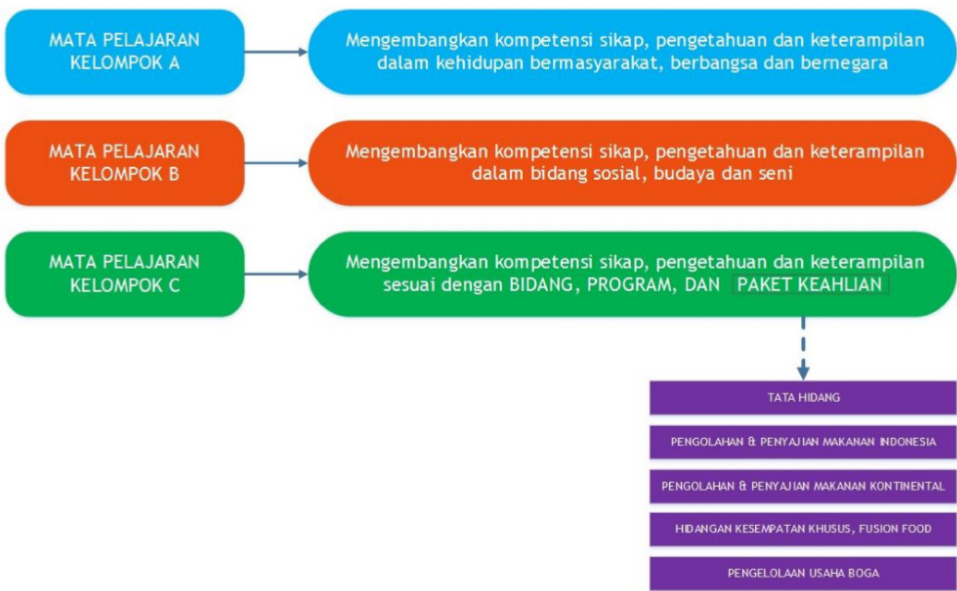 MATA PELAJARAN
KELOMPOK A
Mengembangkan kompetensi sikap, pengetahuan dan keterampilan
dalam kehidupan bermasyarakat, berbangsa dan bernegara
MATA PELAJARAN
KELOMPOK B
Mengembangkan kompetensi sikap, pengetahuan dan keterampilan
dalam bidang sosial, budaya dan seni
MATA PELAJARAN
KELOMPOK C
Mengembangkan kompetensi sikap, pengetahuan dan keterampilan
sesuai dengan BIDANG, PROGRAM, DAN PAKET KEAHLIAN
TATA HIDANG
PENGOLAHAN & PENYAJIAN MAKANAN INDONESIA
PENGOLAHAN & PENYAJIAN MAKANAN KONTINENTAL
HIDANGAN KESEMPATAN KHUSUS, FUSION FOOD
PENGELOLAAN USAHA BOGA